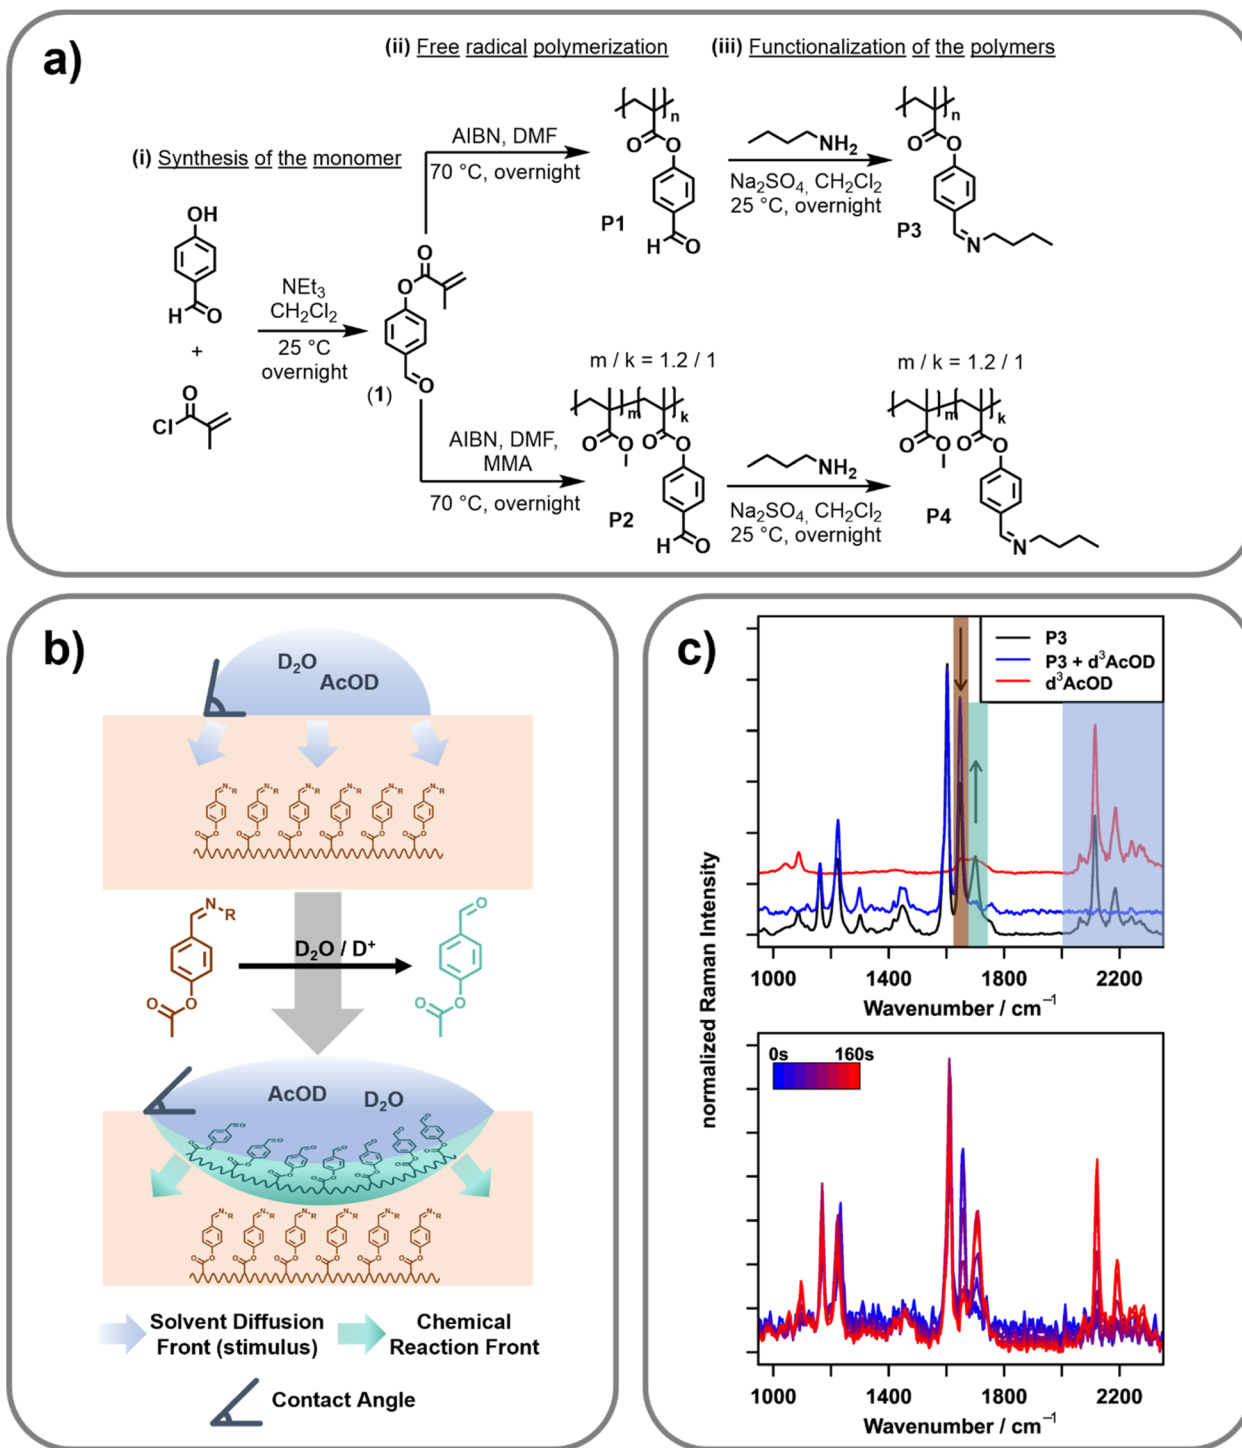 a)
(ii) Free radical polymerization
(iii) Functionalization of the polymers
(i) Synthesis of the monomer
OH
H
O
+
O
Cl
NEt₃
CH₂Cl₂
25 °C
overnight
O
O
O
(1)
AIBN, DMF
70 °C, overnight
n
O
O
P1
H
O
NH₂
Na₂SO₄, CH₂Cl₂
25 °C, overnight
n
O
O
P3
N
AIBN, DMF,
MMA
70 °C, overnight
m / k = 1.2 / 1
m
k
O
O
O
O
P2
H
O
NH₂
Na₂SO₄, CH₂Cl₂
25 °C, overnight
m / k = 1.2 / 1
m
k
O
O
O
O
P4
N
b)
D₂O
AcOD
N-R
N-R
N-R
N-R
N-R
N-R
N-R
O
O
O
D₂O / D⁺
O
O
AcOD
D₂O
N-R
N-R
N-R
N-R
N-R
N-R
Solvent Diffusion
Front (stimulus)
Chemical
Reaction Front
Contact Angle
c)
P3
P3 + d³AcOD
d³AcOD
1000
1400
1800
2200
Wavenumber / cm⁻¹
normalized Raman Intensity
0s
160s
1000
1400
1800
2200
Wavenumber / cm⁻¹